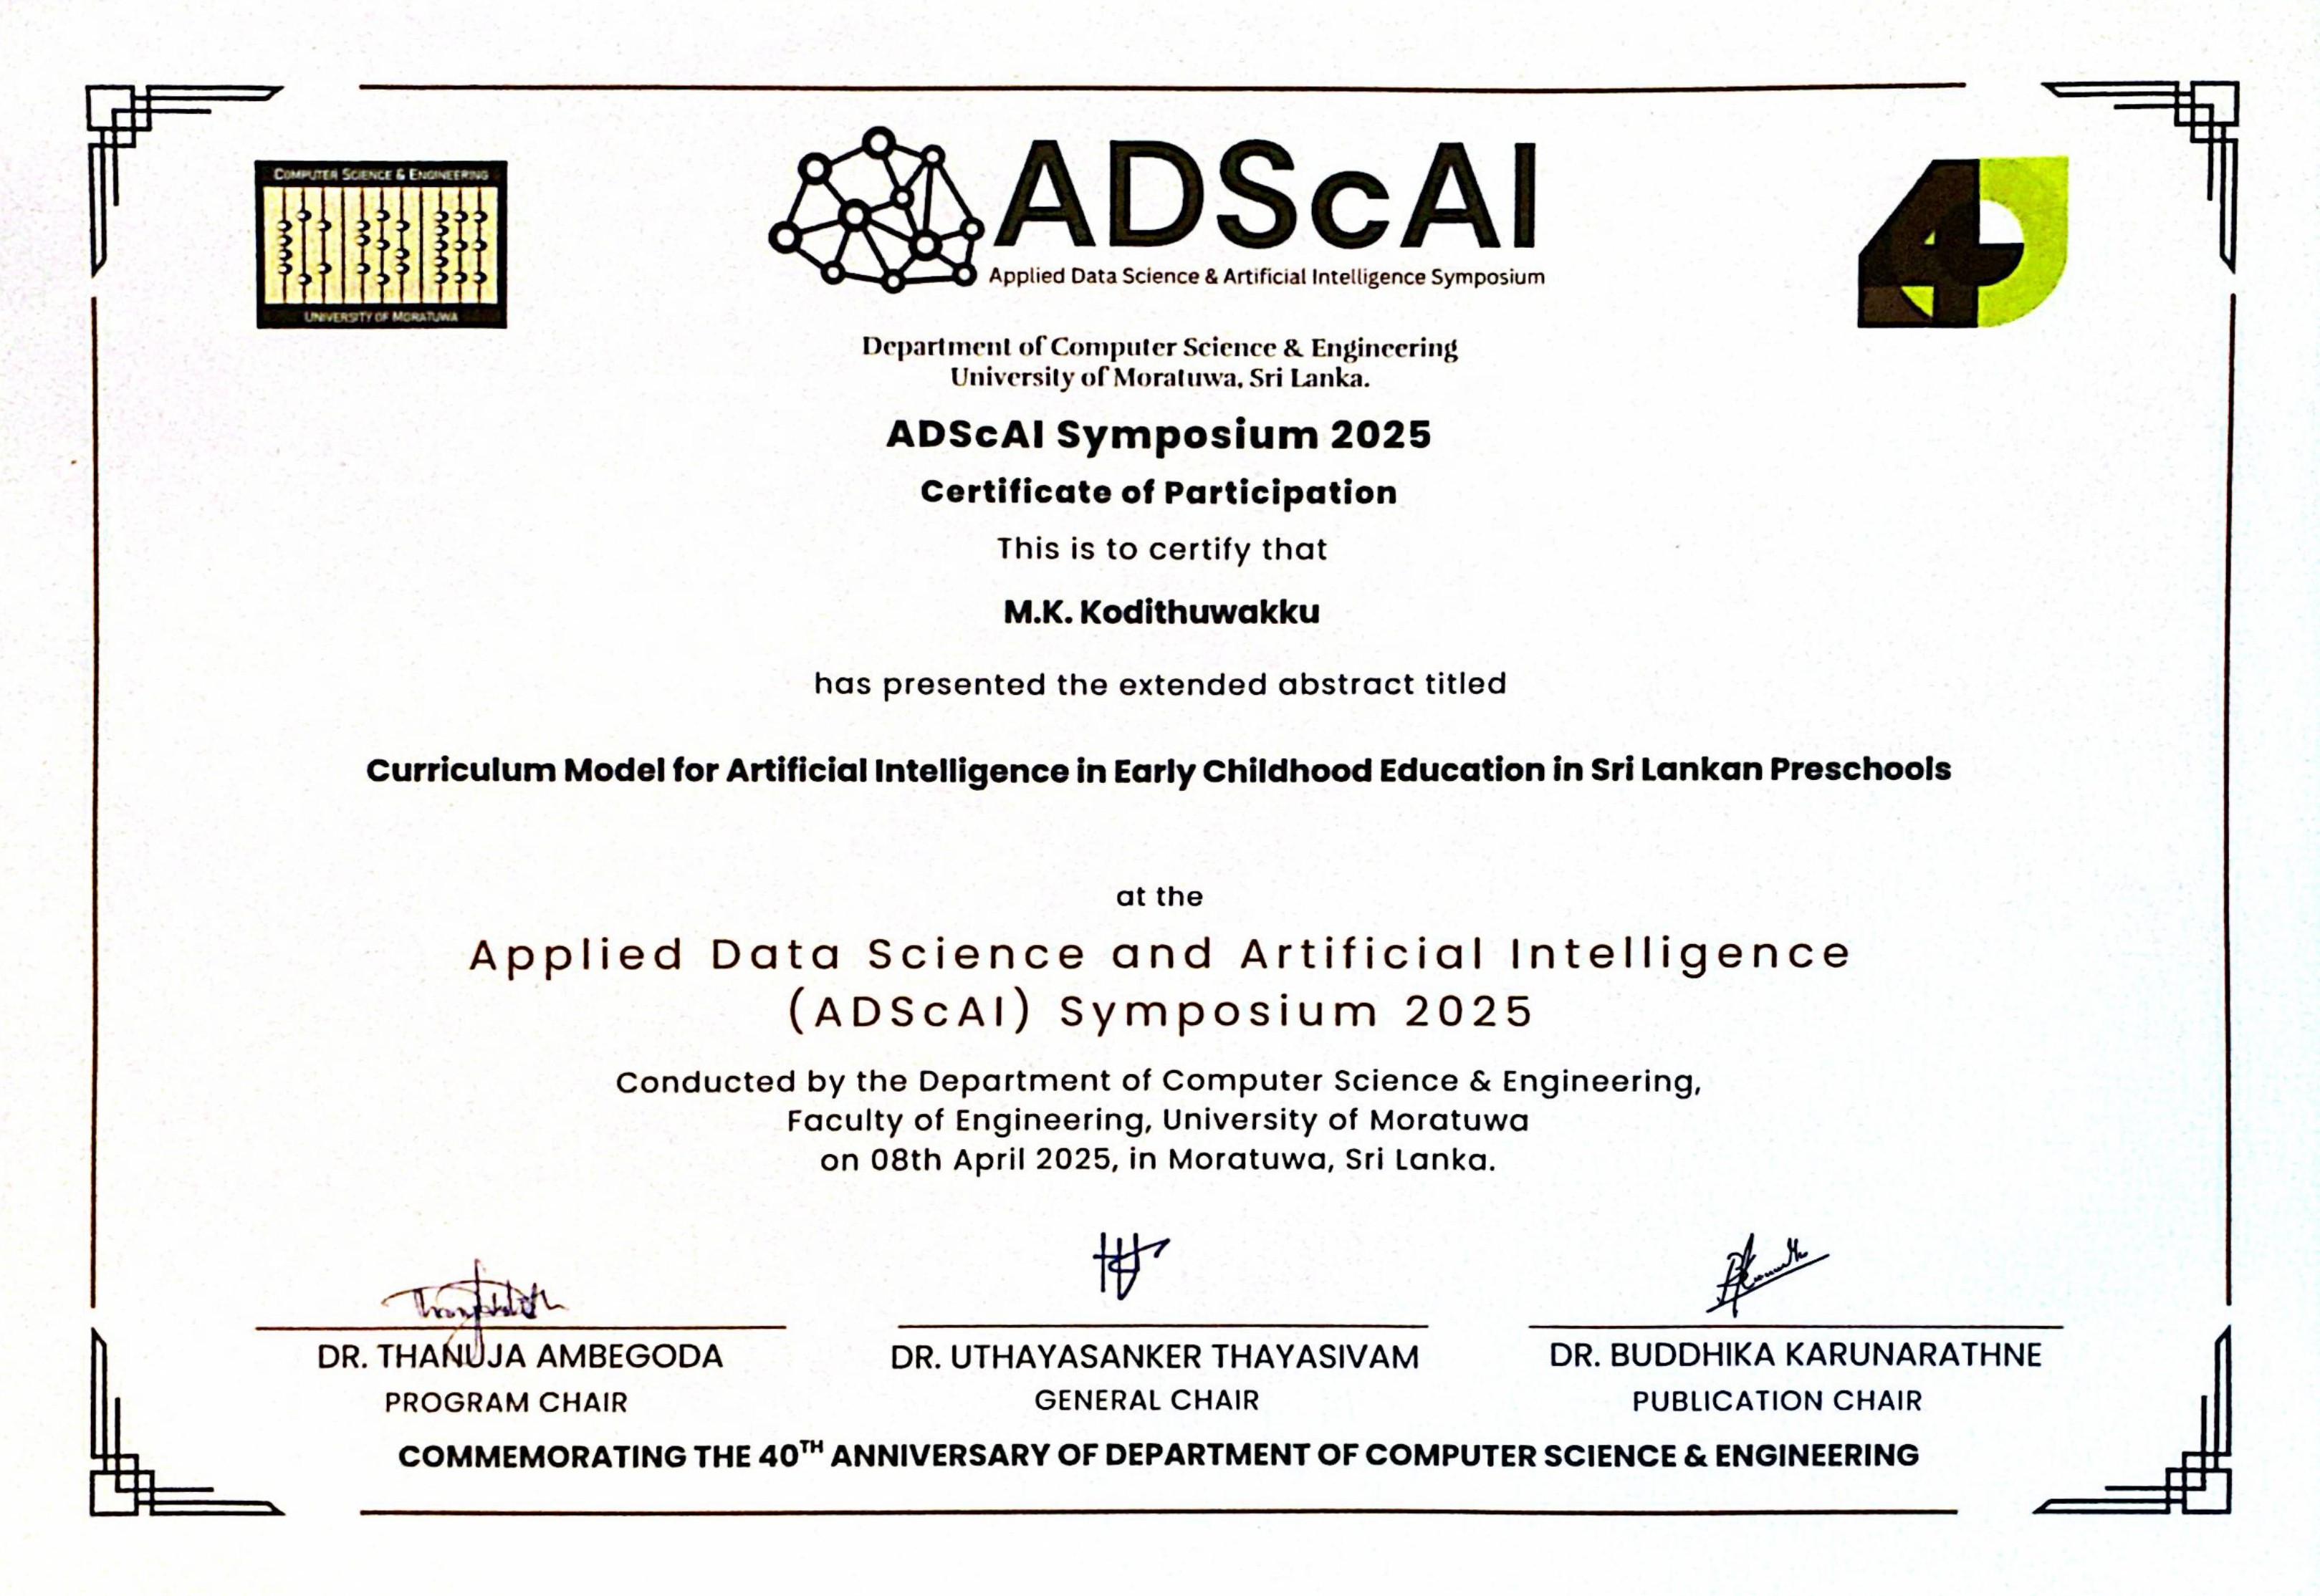 COMPUTER SCIENCE & ENGINEERING
UNIVERSITY OF MORATUWA
ADScAI
Applied Data Science & Artificial Intelligence Symposium
40
Department of Computer Science & Engineering
University of Moratuwa, Sri Lanka.
ADScAI Symposium 2025
Certificate of Participation
This is to certify that
M.K. Kodithuwakku
has presented the extended abstract titled
Curriculum Model for Artificial Intelligence in Early Childhood Education in Sri Lankan Preschools
at the
Applied Data Science and Artificial Intelligence
(ADScAI) Symposium 2025
Conducted by the Department of Computer Science & Engineering,
Faculty of Engineering, University of Moratuwa
on 08th April 2025, in Moratuwa, Sri Lanka.
DR. THANUJA AMBEGODA
PROGRAM CHAIR
DR. UTHAYASANKER THAYASIVAM
GENERAL CHAIR
DR. BUDDHIKA KARUNARATHNE
PUBLICATION CHAIR
COMMEMORATING THE 40TH ANNIVERSARY OF DEPARTMENT OF COMPUTER SCIENCE & ENGINEERING